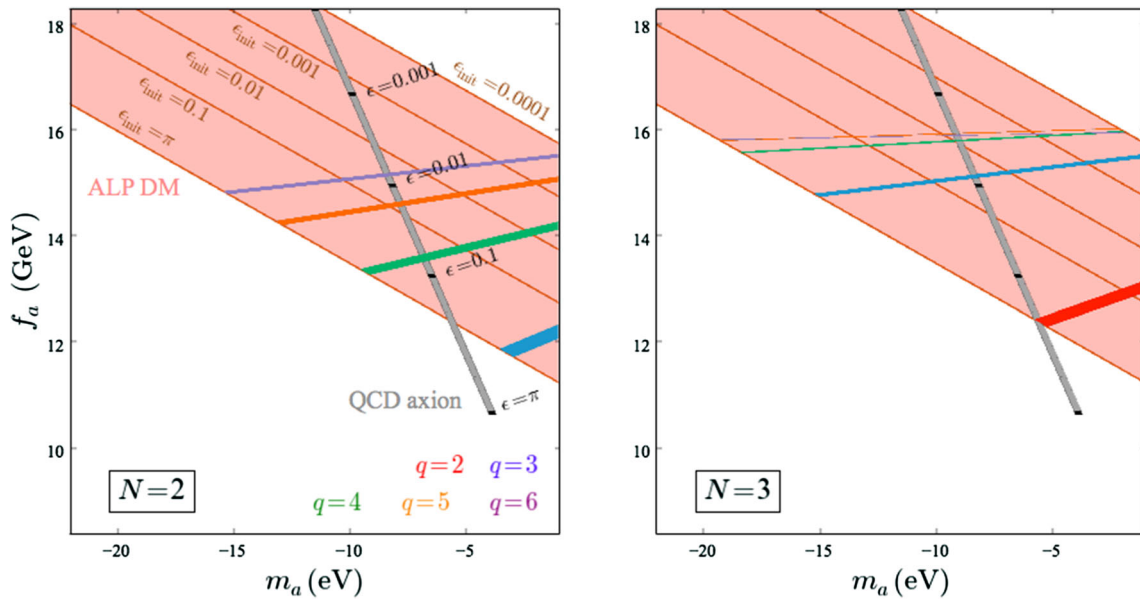 18
16
14
12
10
f_a (GeV)
ϵ_init = 0.001
ϵ_init = 0.01
ϵ_init = 0.1
ϵ_init = π
ϵ_init = 0.0001
ϵ = 0.001
ϵ = 0.01
ϵ = 0.1
ϵ = π
ALP DM
QCD axion
q = 2 q = 3
q = 4 q = 5 q = 6
N = 2
−20 −15 −10 −5
m_a (eV)
18
16
14
12
10
N = 3
−20 −15 −10 −5
m_a (eV)